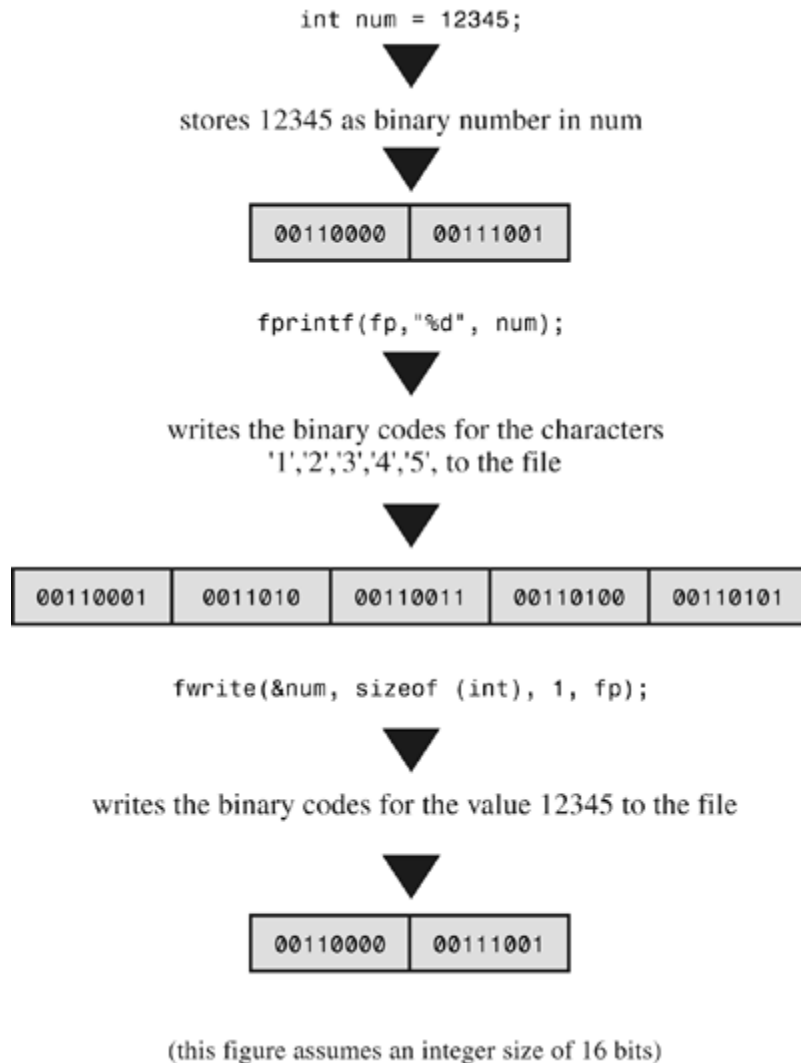 int num = 12345;
stores 12345 as binary number in num
00110000 00111001
fprintf(fp,"%d", num);
writes the binary codes for the characters
'1','2','3','4','5', to the file
00110001 0011010 00110011 00110100 00110101
fwrite(&num, sizeof (int), 1, fp);
writes the binary codes for the value 12345 to the file
00110000 00111001
(this figure assumes an integer size of 16 bits)